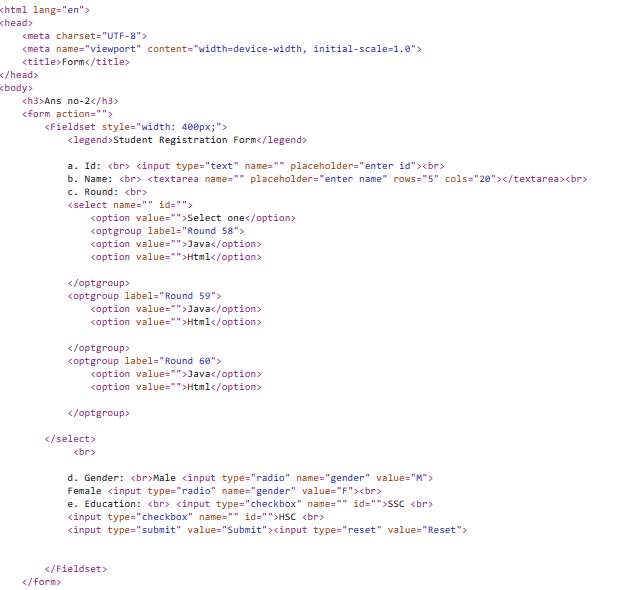 <html lang="en">
<head>
    <meta charset="UTF-8">
    <meta name="viewport" content="width=device-width, initial-scale=1.0">
    <title>Form</title>
</head>
<body>
    <h3>Ans no-2</h3>
    <form action="">
        <Fieldset style="width: 400px;">
            <legend>Student Registration Form</legend>

            a. Id: <br> <input type="text" name="" placeholder="enter id"><br>
            b. Name: <br> <textarea name="" placeholder="enter name" rows="5" cols="20"></textarea><br>
            c. Round: <br>
            <select name="" id="">
                <option value="">Select one</option>
                <optgroup label="Round 58">
                <option value="">Java</option>
                <option value="">Html</option>

            </optgroup>
            <optgroup label="Round 59">
                <option value="">Java</option>
                <option value="">Html</option>

            </optgroup>
            <optgroup label="Round 60">
                <option value="">Java</option>
                <option value="">Html</option>

            </optgroup>

        </select>
             <br>

            d. Gender: <br>Male <input type="radio" name="gender" value="M">
            Female <input type="radio" name="gender" value="F"><br>
            e. Education: <br> <input type="checkbox" name="" id="">SSC <br>
            <input type="checkbox" name="" id="">HSC <br>
            <input type="submit" value="Submit"><input type="reset" value="Reset">


        </Fieldset>
    </form>